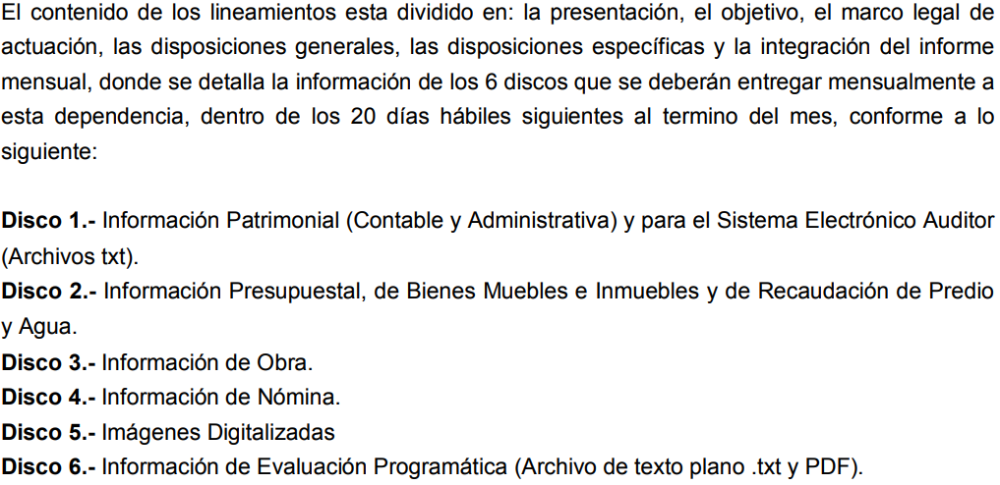 El contenido de los lineamientos esta dividido en: la presentación, el objetivo, el marco legal de
actuación, las disposiciones generales, las disposiciones específicas y la integración del informe
mensual, donde se detalla la información de los 6 discos que se deberán entregar mensualmente a
esta dependencia, dentro de los 20 días hábiles siguientes al termino del mes, conforme a lo
siguiente:
Disco 1.- Información Patrimonial (Contable y Administrativa) y para el Sistema Electrónico Auditor
(Archivos txt).
Disco 2.- Información Presupuestal, de Bienes Muebles e Inmuebles y de Recaudación de Predio
y Agua.
Disco 3.- Información de Obra.
Disco 4.- Información de Nómina.
Disco 5.- Imágenes Digitalizadas
Disco 6.- Información de Evaluación Programática (Archivo de texto plano .txt y PDF).